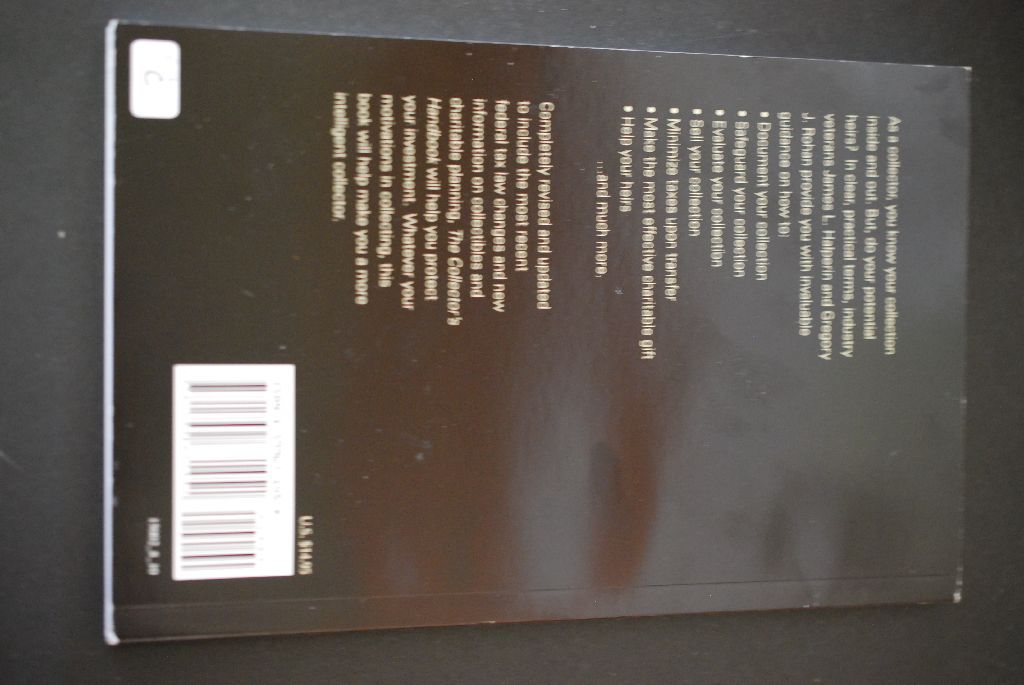 As collector, you know your collection
inside and out. But, do your potential
heirs? In clear, practical terms, industry
veterans James L. Halperin and Gregory
J. Rohan provide you with invaluable
guidance on how to
• Document your collection
• Safeguard your collection
• Evaluate your collection
• Sell your collection
• Minimize taxes upon transfer
• Make the most effective charitable gift
• Help your heirs
...and much more.
Completely revised and updated
to include the most recent
federal tax law changes and new
information on collectibles and
charitable planning, The Collector's
Handbook will help you protect
your investment. Whatever your
motivations in collecting, this
book will help make you a more
intelligent collector.
U.S. $14.95
C